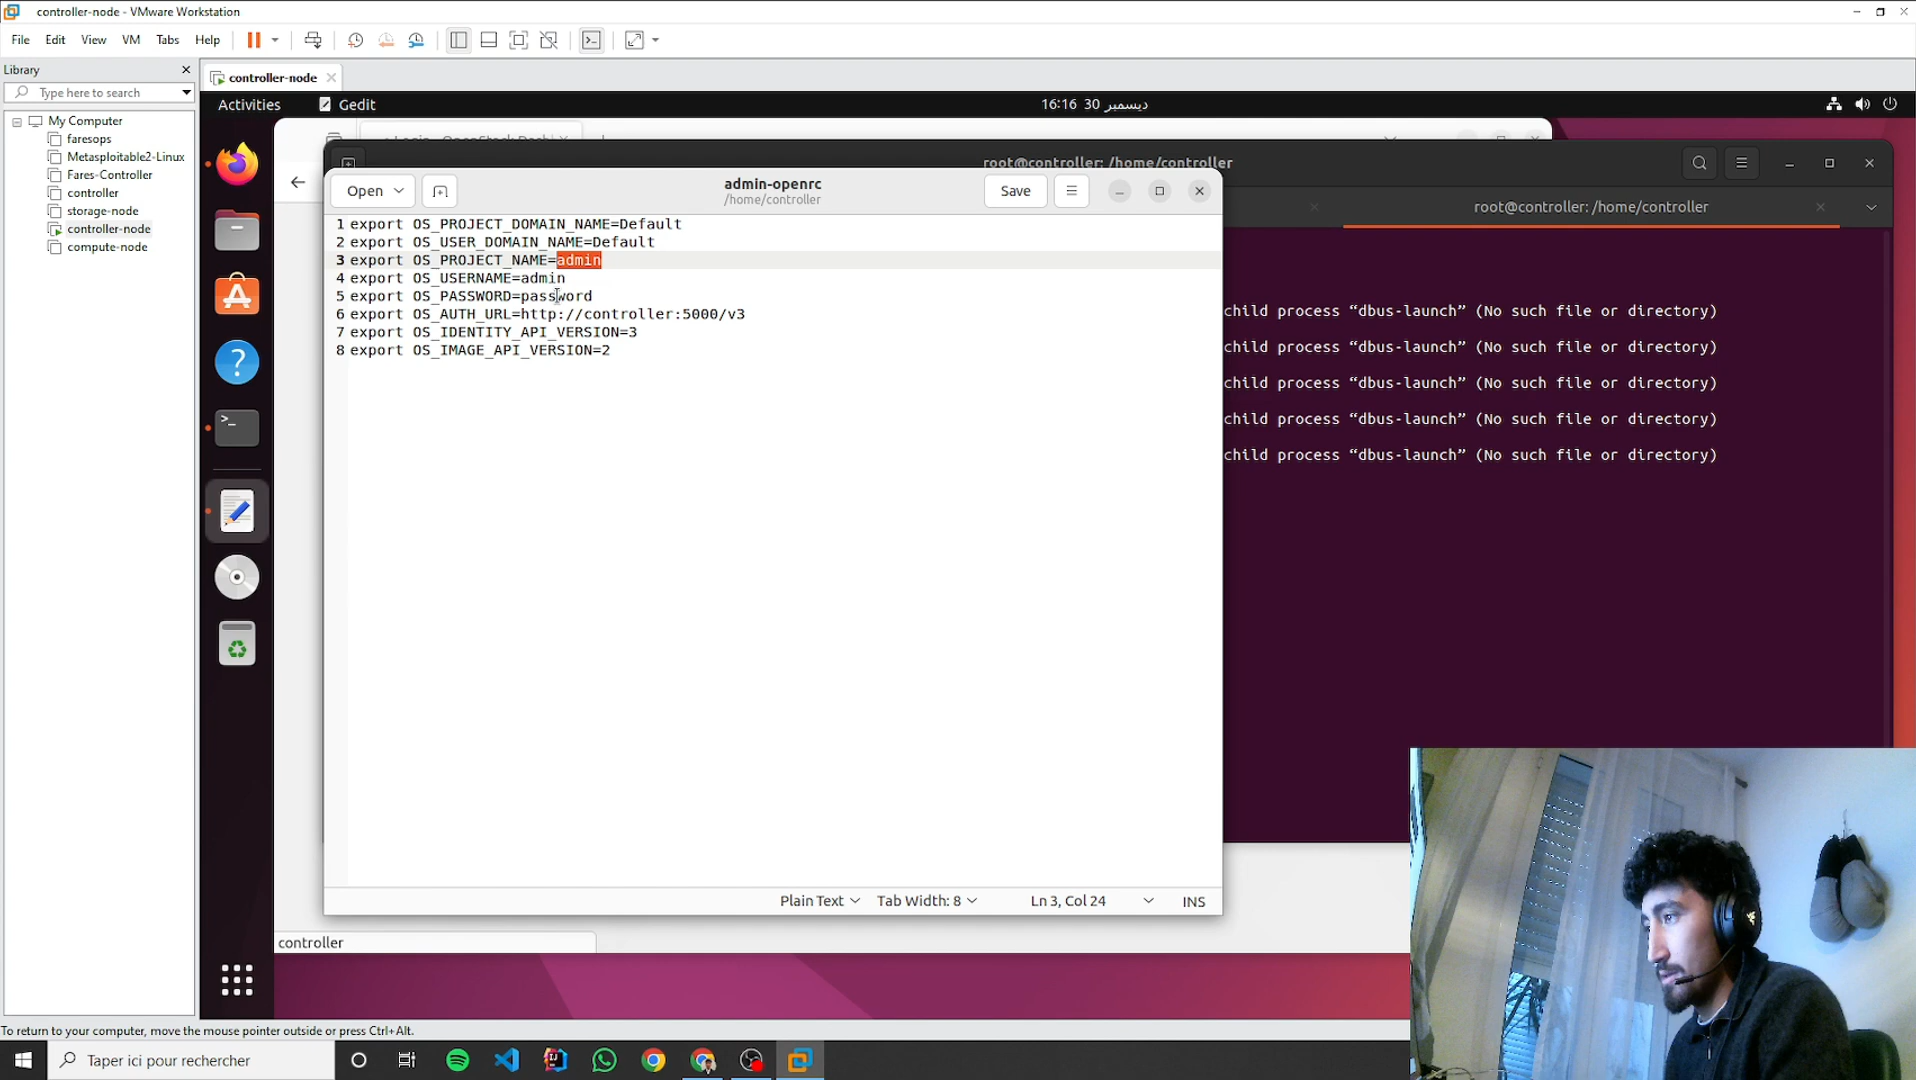 controller-node - VMware Workstation
File Edit View VM Tabs Help
Library
Type here to search
My Computer
faresops
Metasploitable2-Linux
Fares-Controller
controller
storage-node
controller-node
compute-node
controller-node
Activities Gedit 16:16 30 ديسمبر
root@controller: /home/controller
root@controller: /home/controller
Open
admin-openrc
/home/controller
Save
1 export OS_PROJECT_DOMAIN_NAME=Default
2 export OS_USER_DOMAIN_NAME=Default
3 export OS_PROJECT_NAME=admin
4 export OS_USERNAME=admin
5 export OS_PASSWORD=password
6 export OS_AUTH_URL=http://controller:5000/v3
7 export OS_IDENTITY_API_VERSION=3
8 export OS_IMAGE_API_VERSION=2
child process “dbus-launch” (No such file or directory)
child process “dbus-launch” (No such file or directory)
child process “dbus-launch” (No such file or directory)
child process “dbus-launch” (No such file or directory)
child process “dbus-launch” (No such file or directory)
Plain Text Tab Width: 8 Ln 3, Col 24 INS
controller
To return to your computer, move the mouse pointer outside or press Ctrl+Alt.
Taper ici pour rechercher